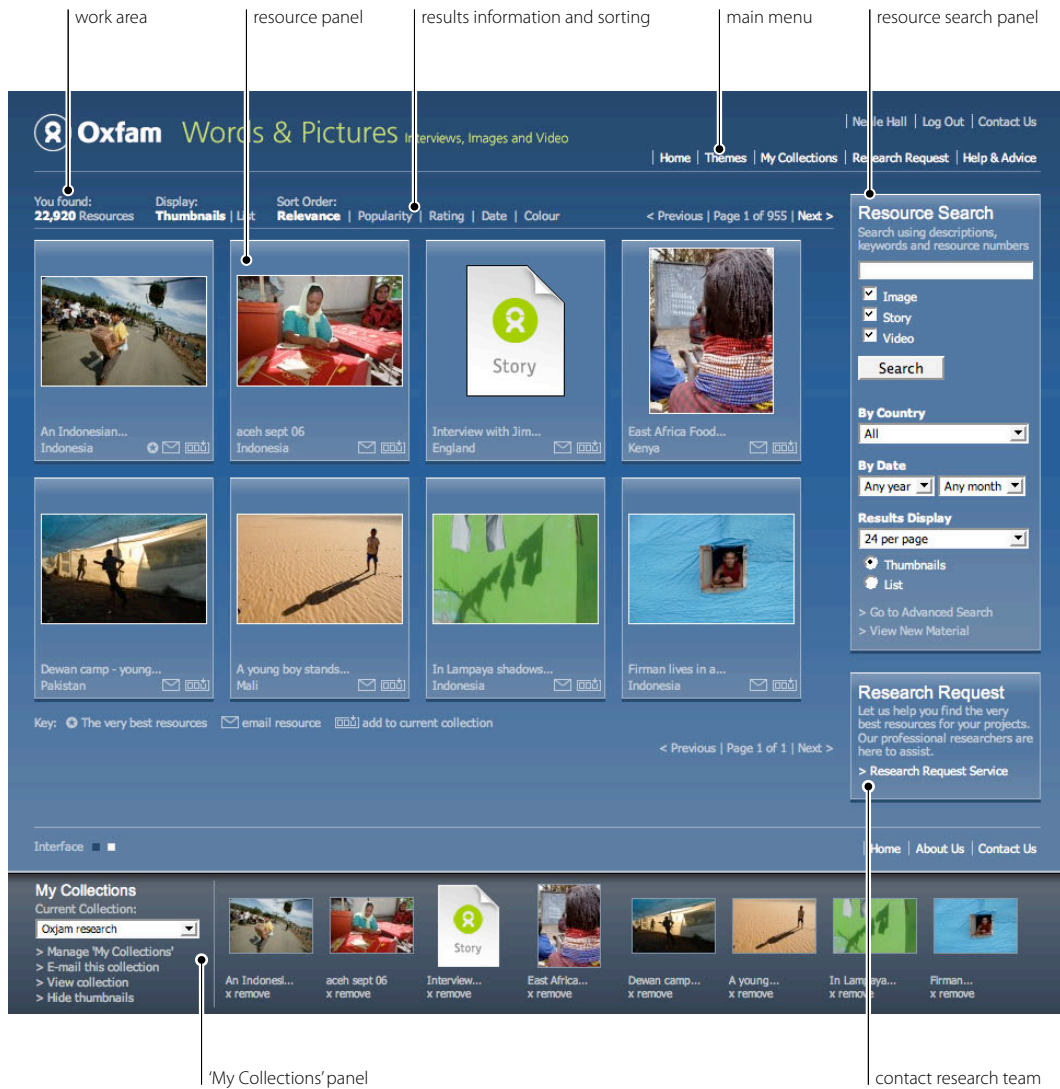 work area
resource panel
results information and sorting
main menu
resource search panel
Oxfam Words & Pictures Interviews, Images and Video
| Neale Hall | Log Out | Contact Us
| Home | Themes | My Collections | Research Request | Help & Advice
You found:
22,920 Resources
Display:
Thumbnails | List
Sort Order:
Relevance | Popularity | Rating | Date | Colour
< Previous | Page 1 of 955 | Next >
An Indonesian...
Indonesia
aceh sept 06
Indonesia
Story
Interview with Jim...
England
East Africa Food...
Kenya
Dewan camp - young...
Pakistan
A young boy stands...
Mali
In Lampaya shadows...
Indonesia
Firman lives in a...
Indonesia
Key: The very best resources email resource add to current collection
< Previous | Page 1 of 1 | Next >
Resource Search
Search using descriptions,
keywords and resource numbers
Image
Story
Video
Search
By Country
All
By Date
Any year Any month
Results Display
24 per page
Thumbnails
List
> Go to Advanced Search
> View New Material
Research Request
Let us help you find the very
best resources for your projects.
Our professional researchers are
here to assist.
> Research Request Service
Interface
| Home | About Us | Contact Us
My Collections
Current Collection:
Oxjam research
> Manage 'My Collections'
> E-mail this collection
> View collection
> Hide thumbnails
An Indonesi...
x remove
aceh sept 06
x remove
Story
Interview...
x remove
East Africa...
x remove
Dewan camp...
x remove
A young...
x remove
In Lampaya...
x remove
Firman...
x remove
'My Collections' panel
contact research team